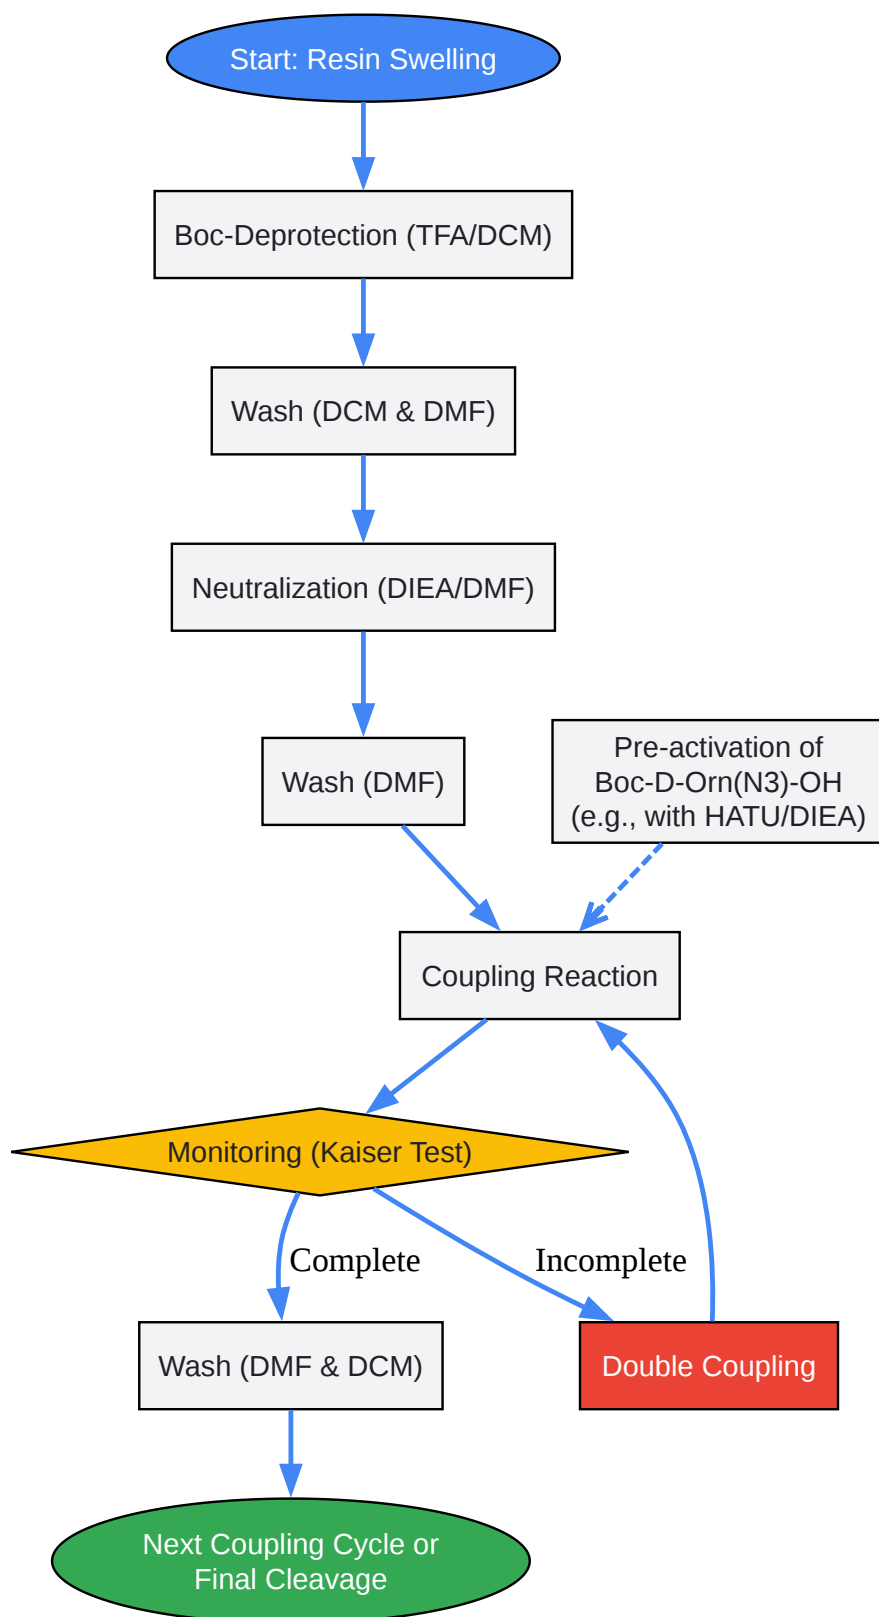 Start: Resin Swelling
Boc-Deprotection (TFA/DCM)
Wash (DCM & DMF)
Neutralization (DIEA/DMF)
Wash (DMF)
Pre-activation of
Boc-D-Orn(N3)-OH
(e.g., with HATU/DIEA)
Coupling Reaction
Monitoring (Kaiser Test)
Complete
Incomplete
Wash (DMF & DCM)
Double Coupling
Next Coupling Cycle or
Final Cleavage